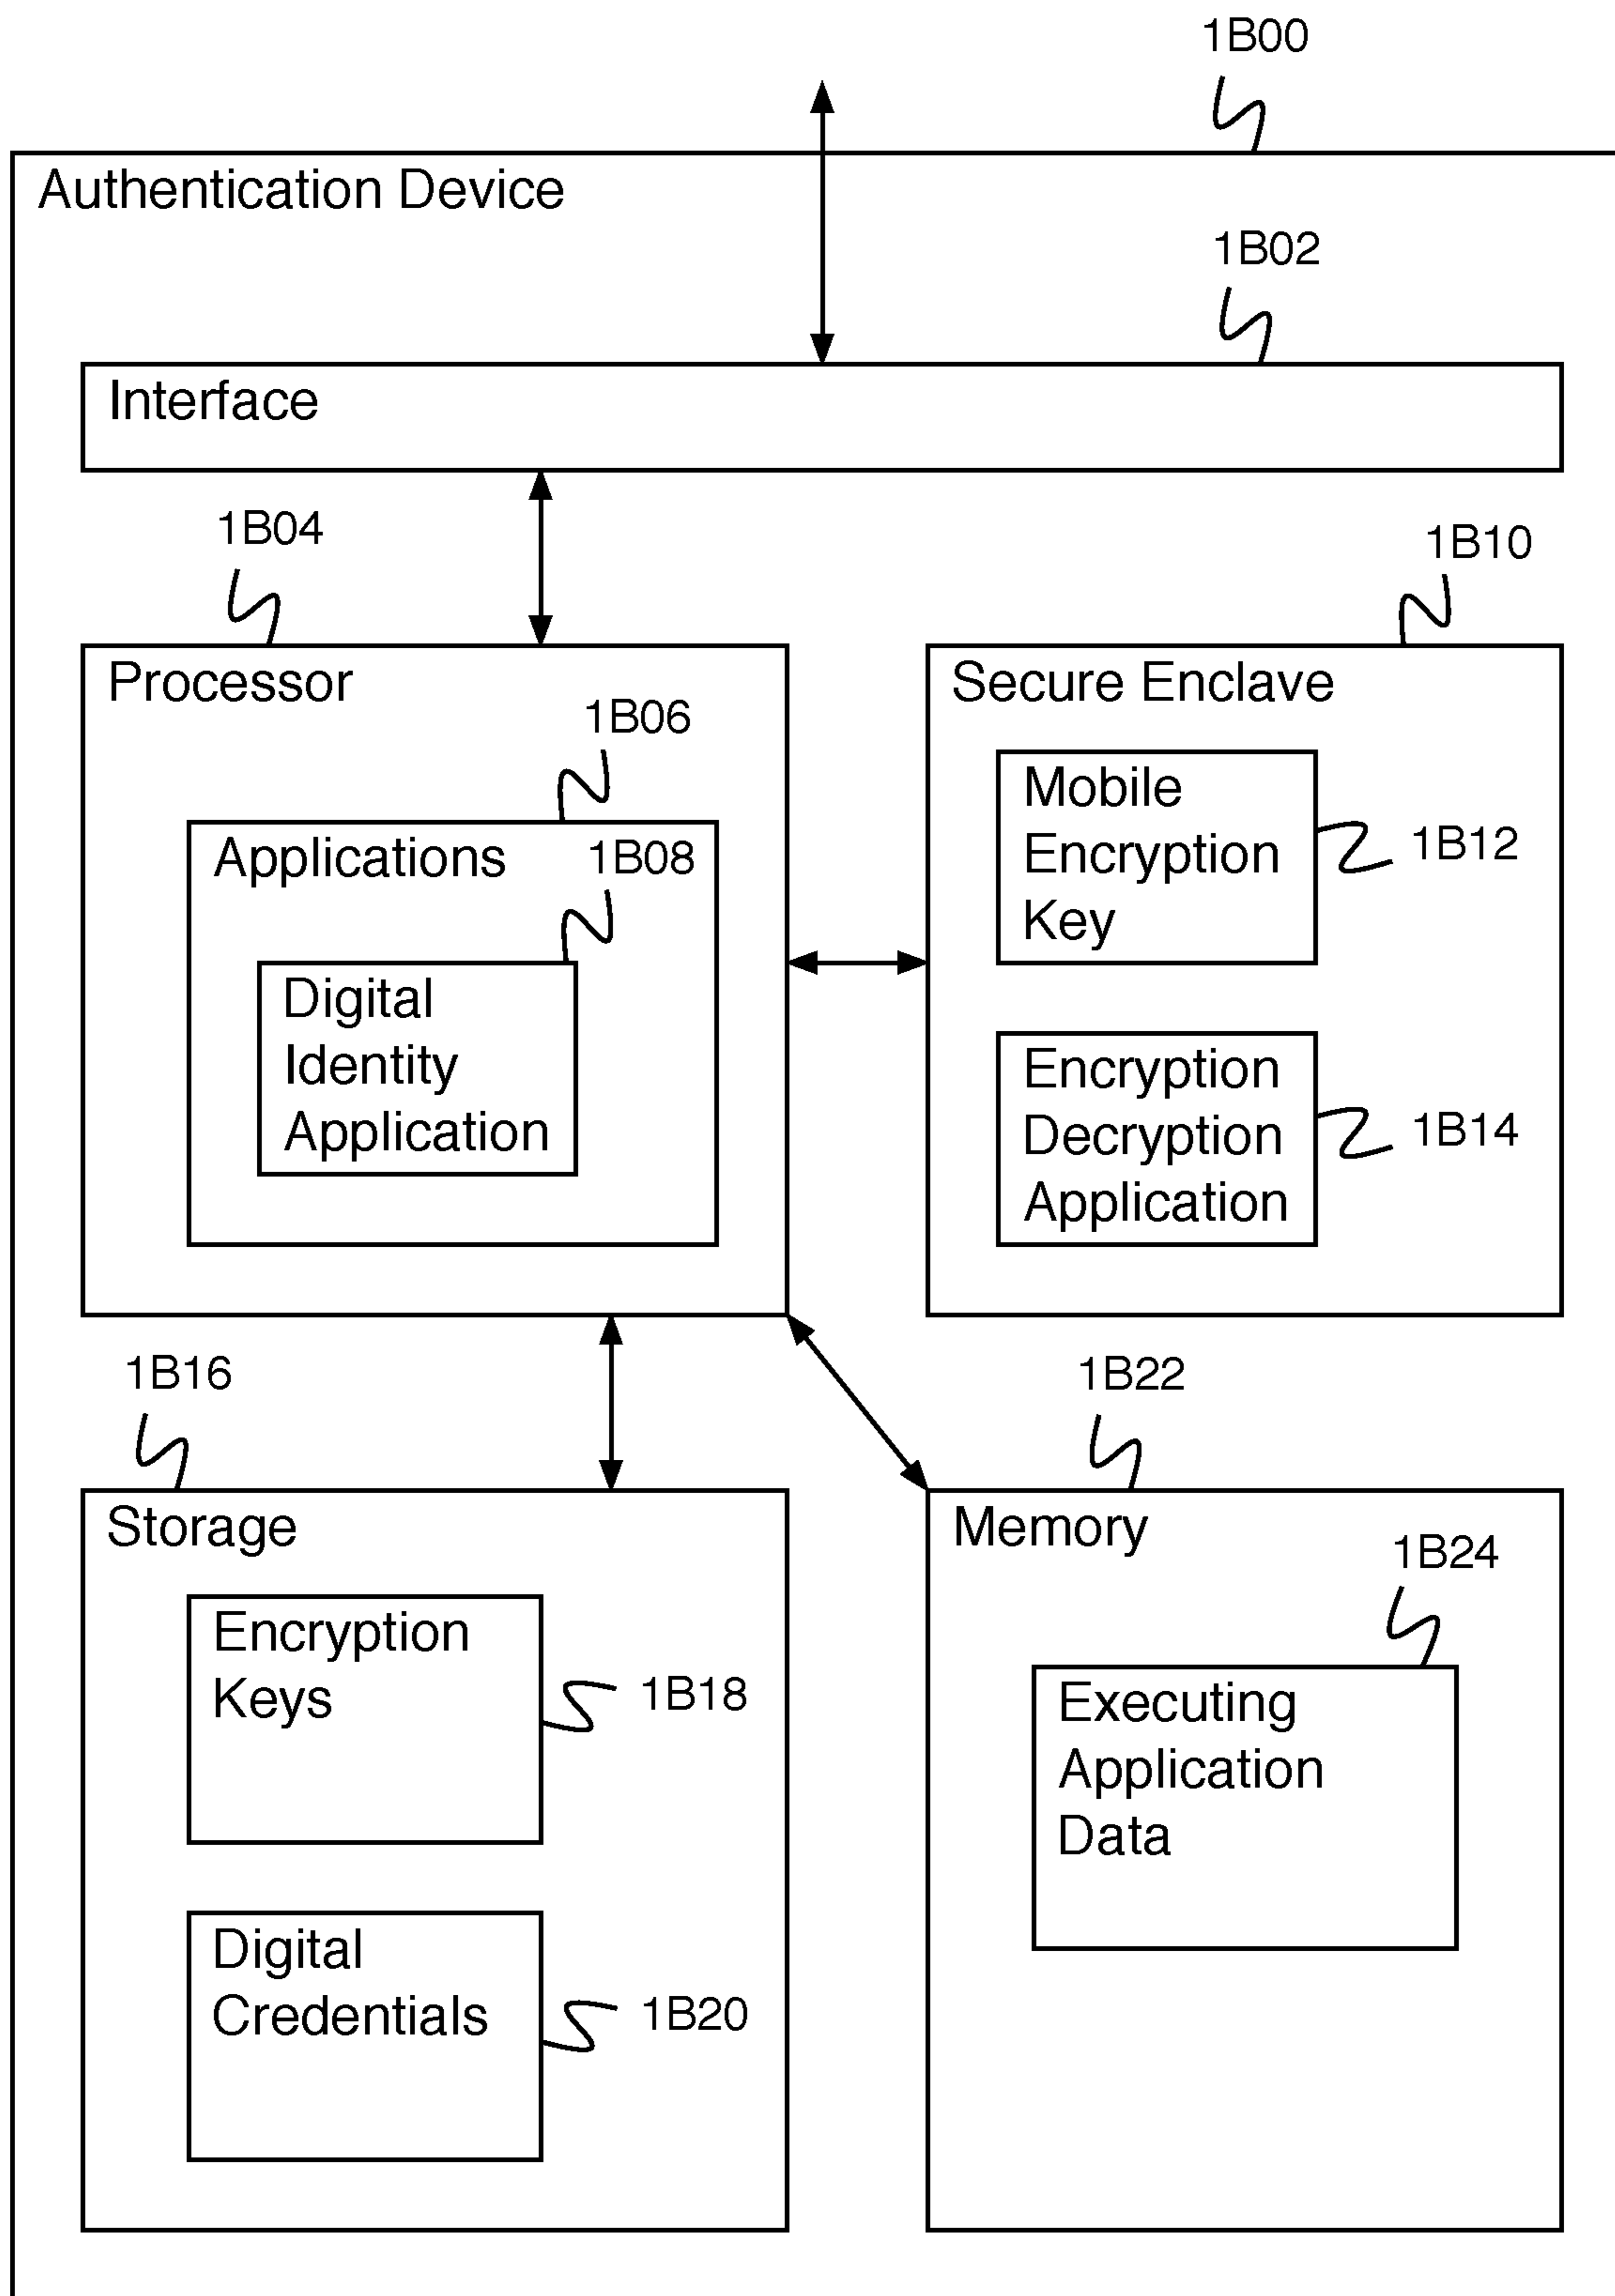 1B00
Authentication Device
1B02
Interface
1B04
1B10
Processor
Secure Enclave
1B06
Mobile
Encryption
Key
1B12
Applications
1B08
Digital
Identity
Application
Encryption
Decryption
Application
1B14
1B16
1B22
Storage
Memory
1B24
Encryption
Keys
1B18
Executing
Application
Data
Digital
Credentials
1B20